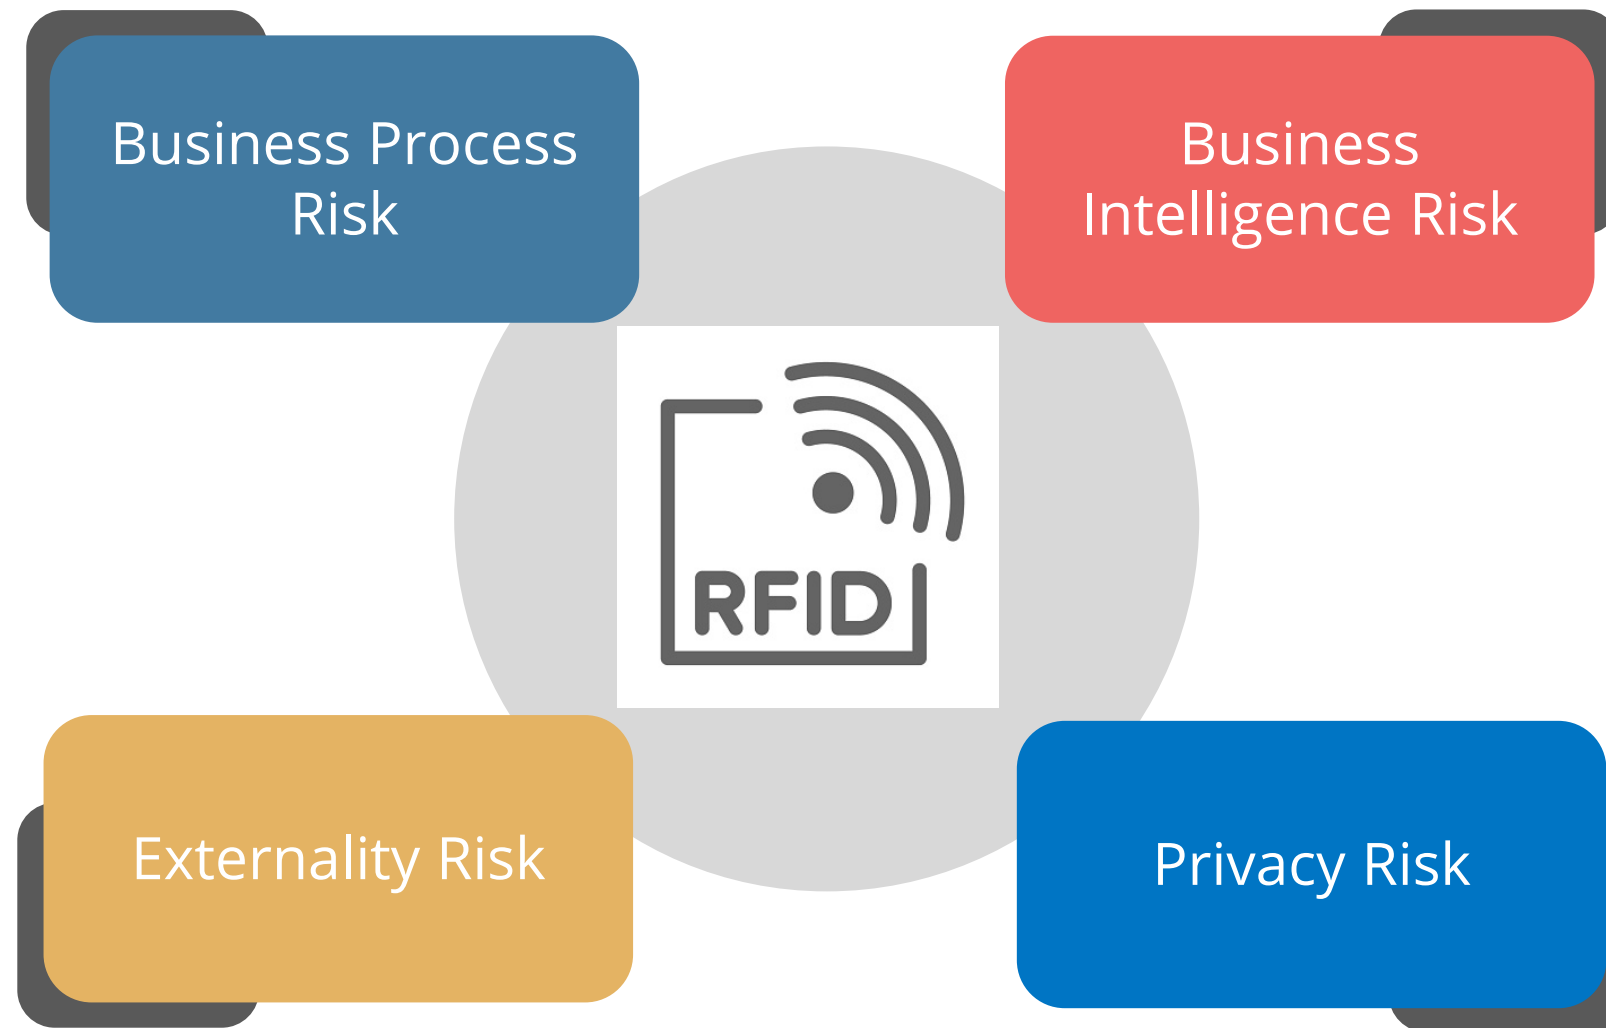 Business Process
Risk
Business
Intelligence Risk
RFID
Externality Risk
Privacy Risk